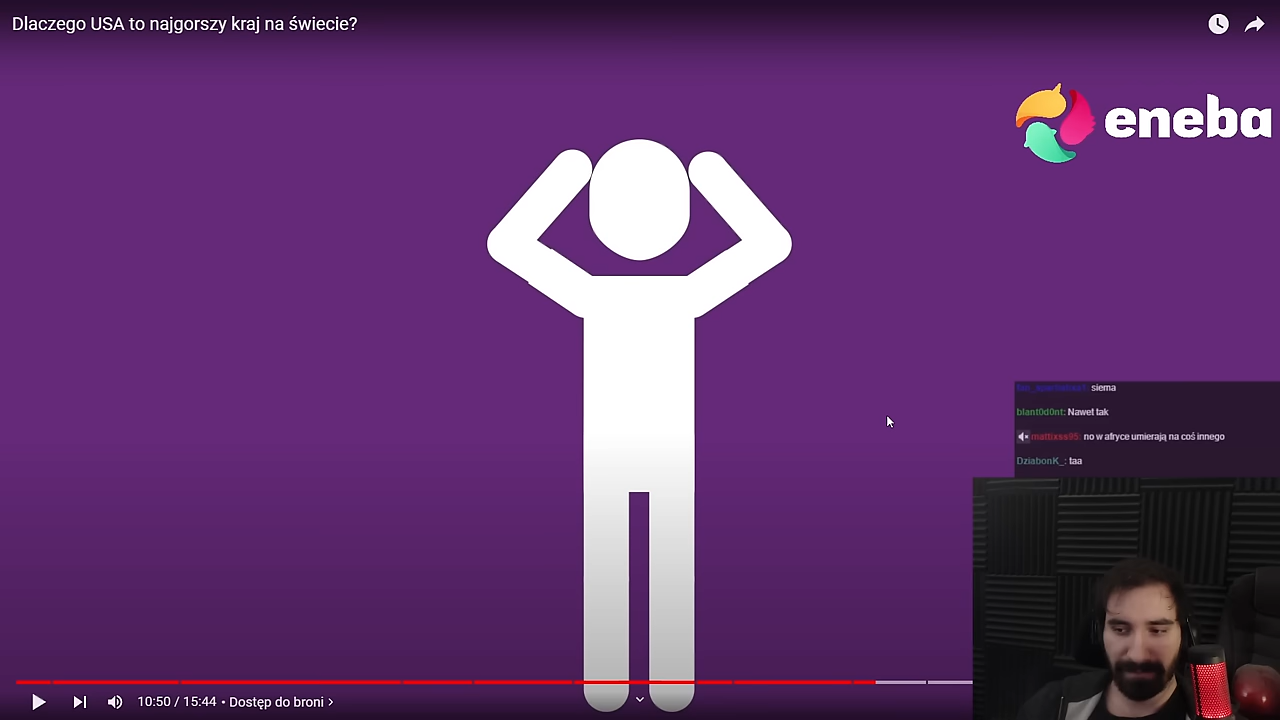 Dlaczego USA to najgorszy kraj na świecie?
eneba
siema
blant0d0nt: Nawet tak
mattixss95: no w afryce umierają na coś innego
DziabonK_: taa
10:50 / 15:44 • Dostęp do broni >